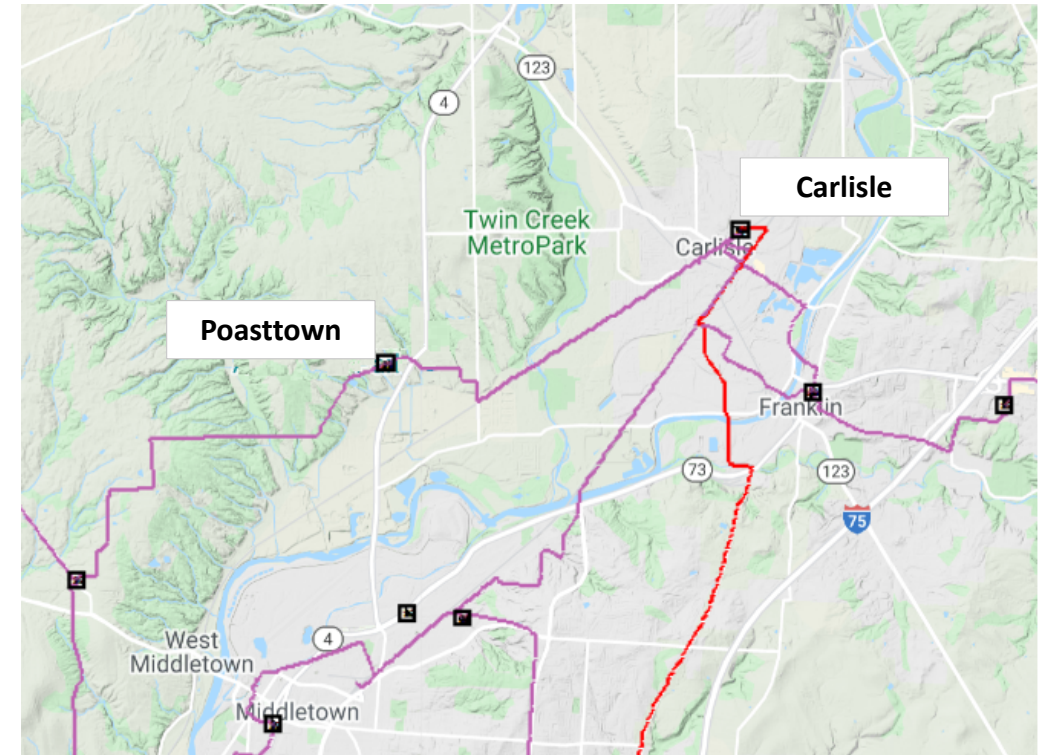 123
4
Carlisle
Twin Creek
MetroPark
Carlisle
Poasttown
Franklin
73
123
75
4
West
Middletown
Middletown